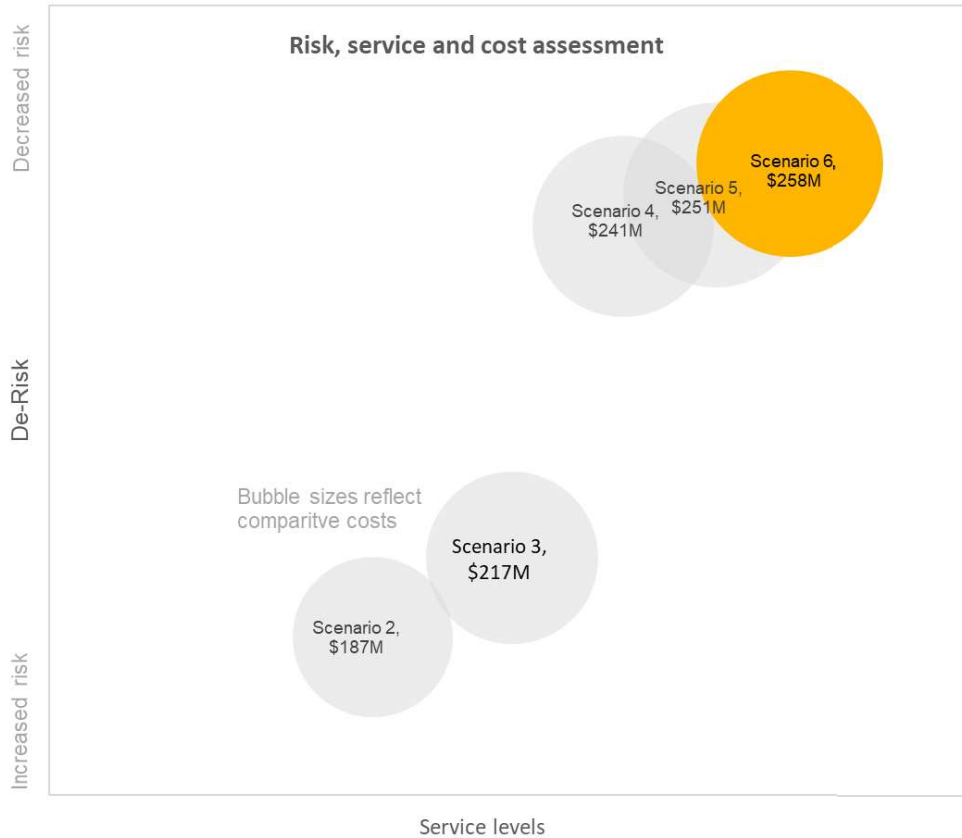 Risk, service and cost assessment
Decreased risk
De-Risk
Increased risk
Scenario 6,
$258M
Scenario 5,
$251M
Scenario 4,
$241M
Bubble sizes reflect
comparitve costs
Scenario 3,
$217M
Scenario 2,
$187M
Service levels